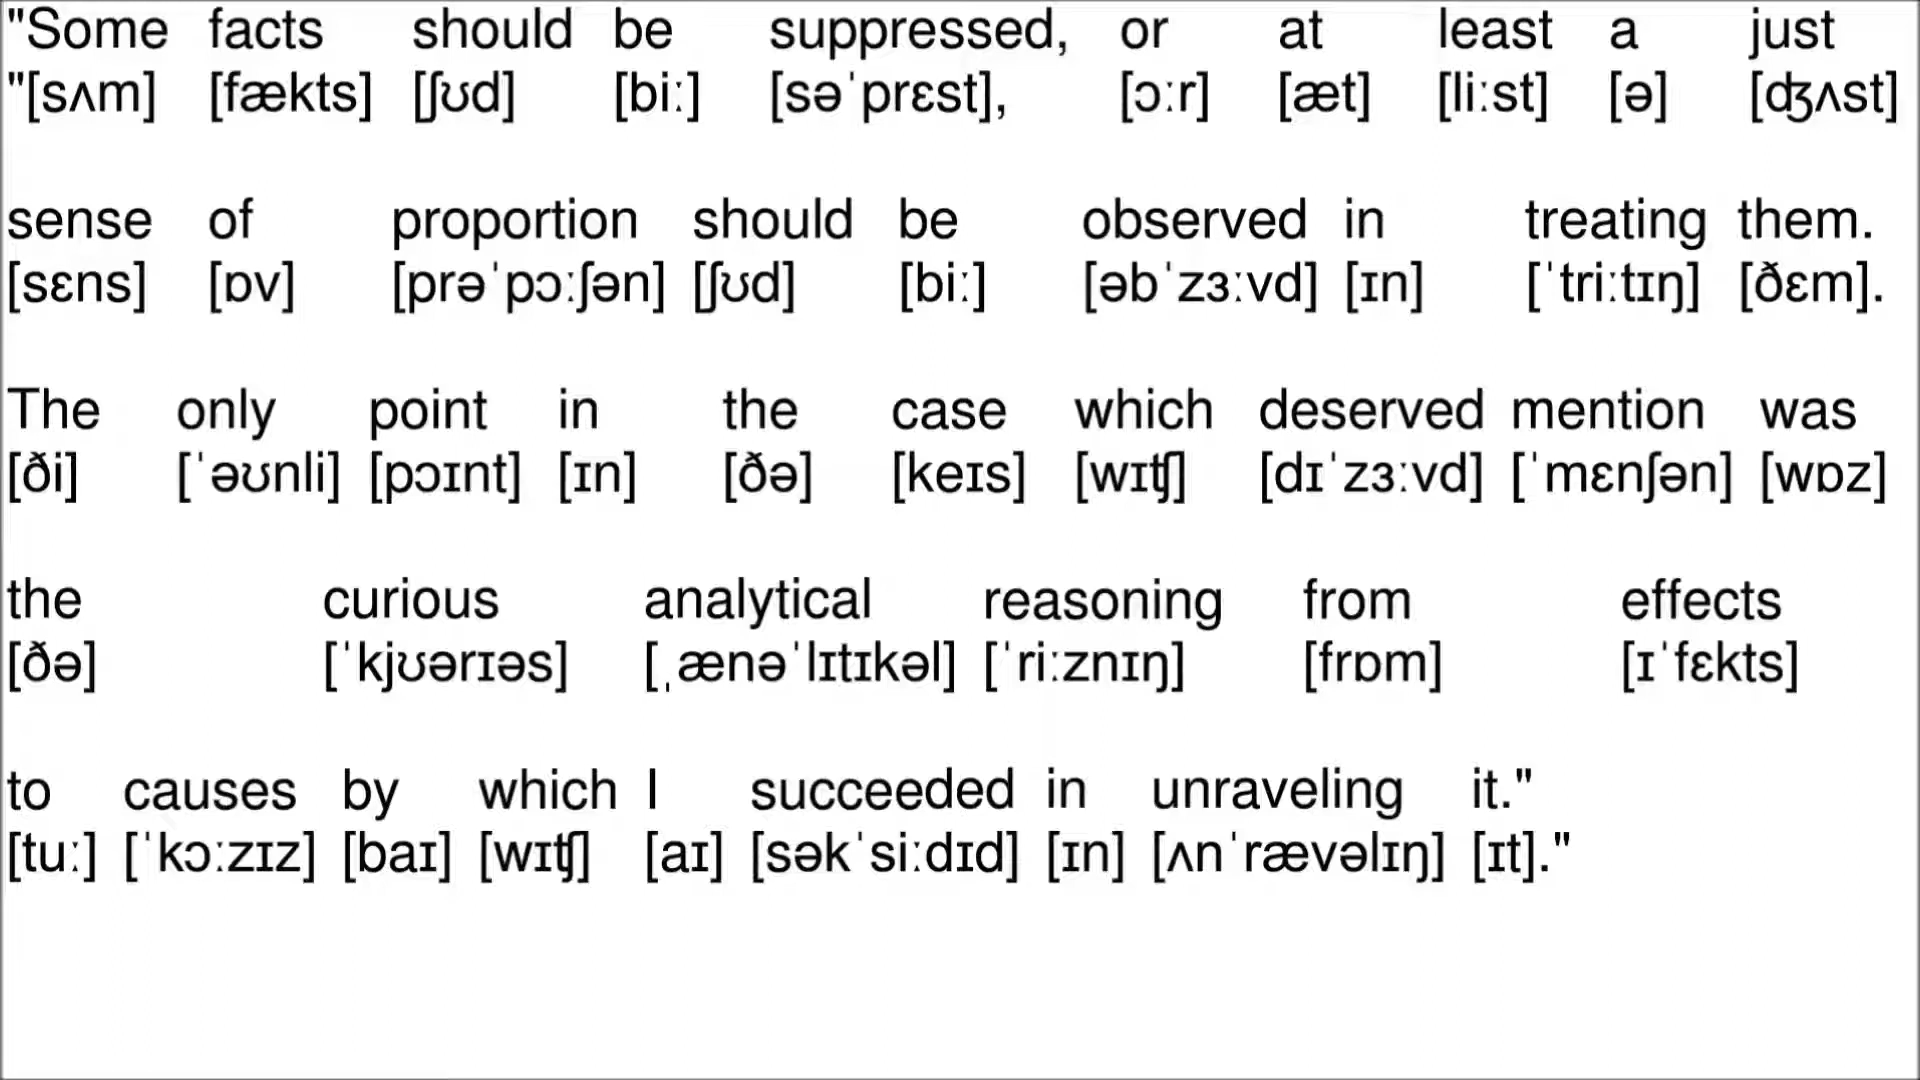 "Some facts should be suppressed, or at least a just
"[sʌm] [fækts] [ʃʊd] [biː] [səˈprɛst], [ɔːr] [æt] [liːst] [ə] [ʤʌst]
sense of proportion should be observed in treating them.
[sɛns] [ɒv] [prəˈpɔːʃən] [ʃʊd] [biː] [əbˈzɜːvd] [ɪn] [ˈtriːtɪŋ] [ðɛm].
The only point in the case which deserved mention was
[ði] [ˈəʊnli] [pɔɪnt] [ɪn] [ðə] [keɪs] [wɪʧ] [dɪˈzɜːvd] [ˈmɛnʃən] [wɒz]
the curious analytical reasoning from effects
[ðə] [ˈkjʊərɪəs] [ˌænəˈlɪtɪkəl] [ˈriːznɪŋ] [frɒm] [ɪˈfɛkts]
to causes by which I succeeded in unraveling it."
[tuː] [ˈkɔːzɪz] [baɪ] [wɪʧ] [aɪ] [səkˈsiːdɪd] [ɪn] [ʌnˈrævəlɪŋ] [ɪt]."